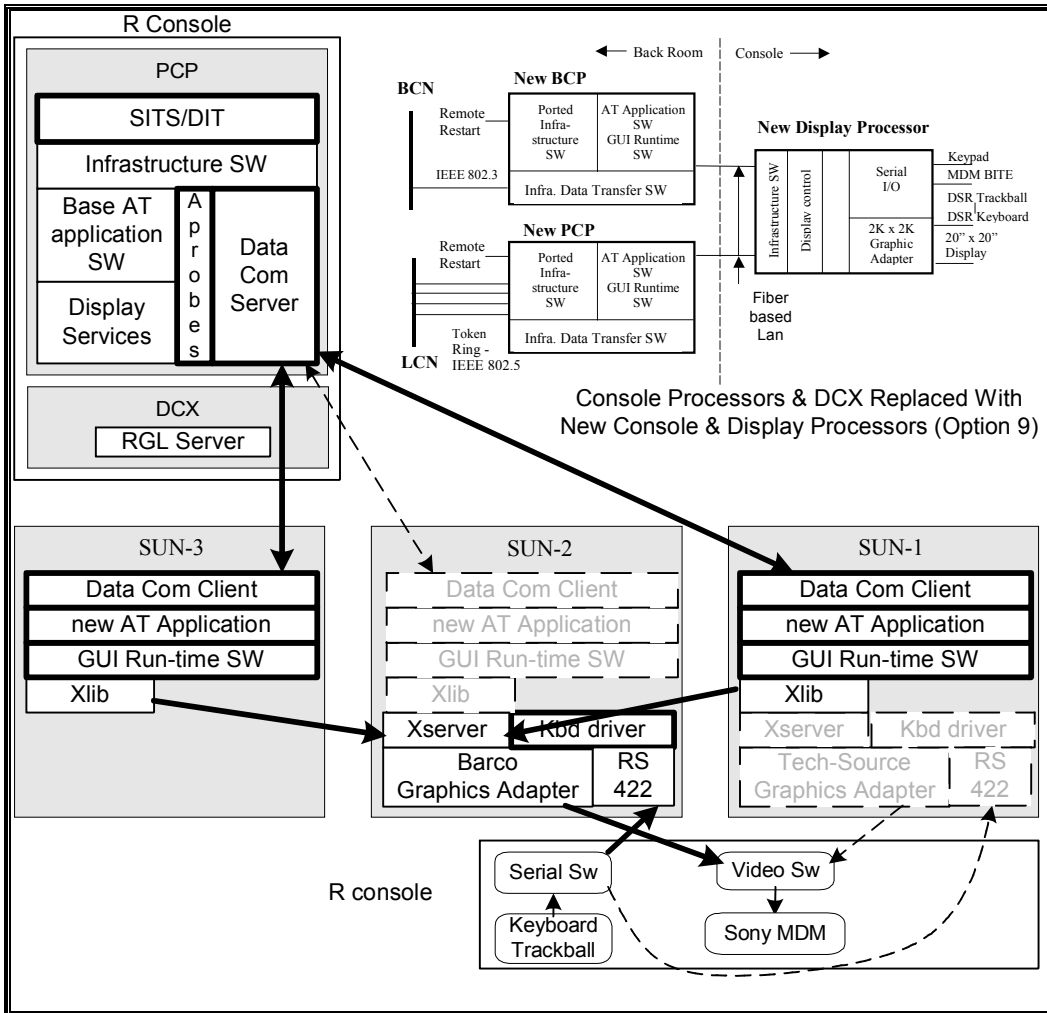 R Console
PCP
SITS/DIT
Infrastructure SW
Base AT
application
SW
A
p
r
o
b
e
s
Data
Com
Server
Display
Services
DCX
RGL Server
Back Room
Console
BCN
Remote
Restart
IEEE 802.3
New BCP
Ported
Infra-
structure
SW
AT Application
SW
GUI Runtime
SW
Infra. Data Transfer SW
New PCP
Remote
Restart
Ported
Infra-
structure
SW
AT Application
SW
GUI Runtime
SW
Infra. Data Transfer SW
LCN
Token
Ring -
IEEE 802.5
Fiber
based
Lan
New Display Processor
Infrastructure SW
Display control
Serial
I/O
2K x 2K
Graphic
Adapter
Keypad
MDM BITE
DSR Trackball
DSR Keyboard
20” x 20”
Display
Console Processors & DCX Replaced With
New Console & Display Processors (Option 9)
SUN-3
Data Com Client
new AT Application
GUI Run-time SW
Xlib
SUN-2
Data Com Client
new AT Application
GUI Run-time SW
Xlib
Xserver
Kbd driver
Barco
Graphics Adapter
RS
422
SUN-1
Data Com Client
new AT Application
GUI Run-time SW
Xlib
Xserver
Kbd driver
Tech-Source
Graphics Adapter
RS
422
R console
Serial Sw
Keyboard
Trackball
Video Sw
Sony MDM